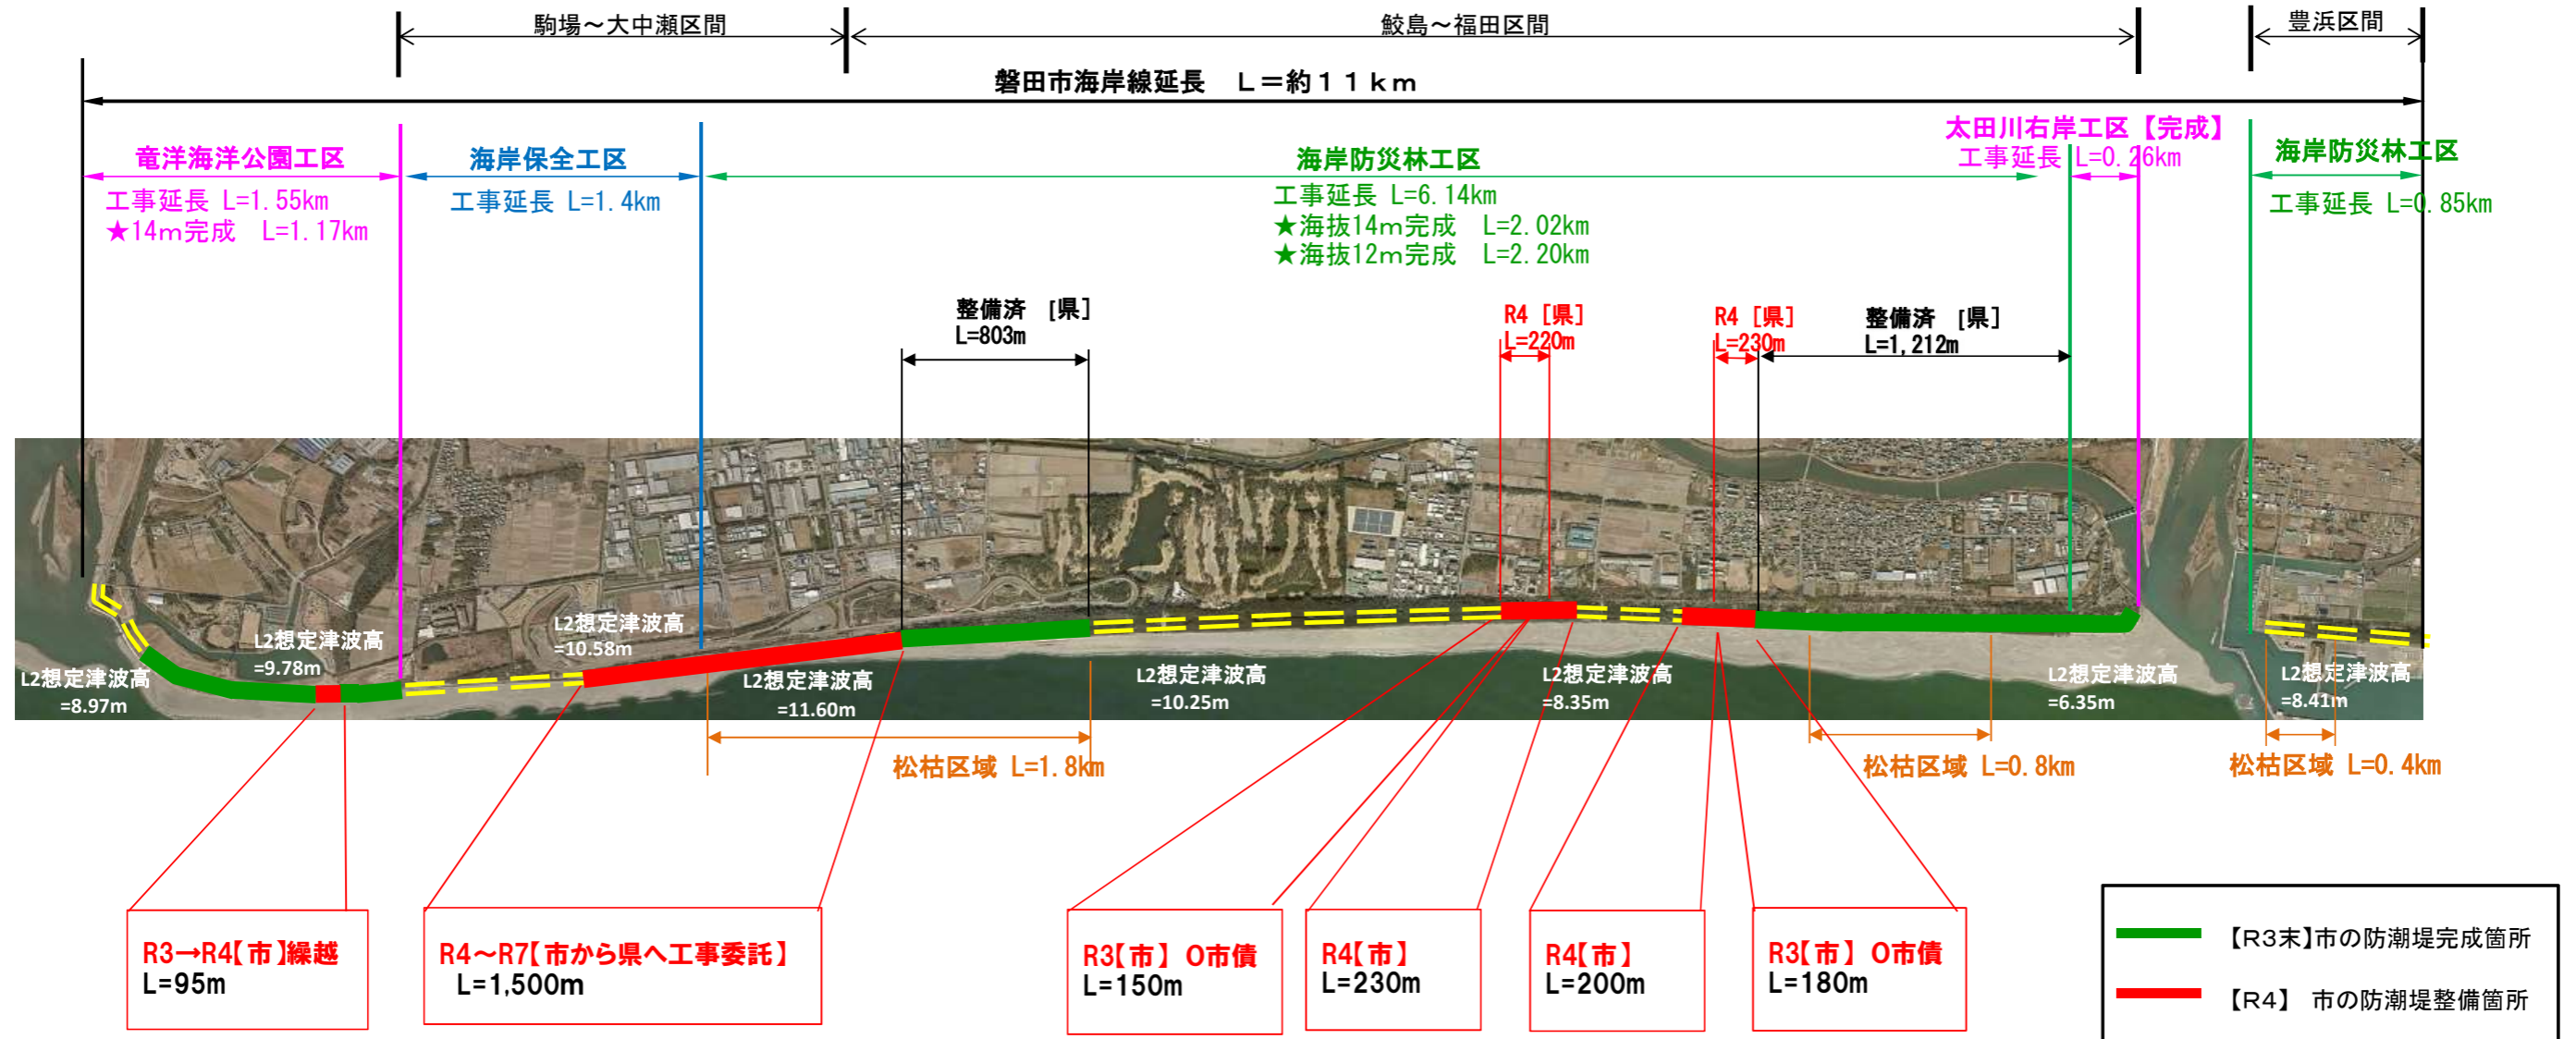 駒場～大中瀬区間
鮫島～福田区間
豊浜区間
磐田市海岸線延長　L＝約１１ｋｍ
竜洋海洋公園工区
工事延長 L=1.55km
★14ｍ完成　L=1.17km
海岸保全工区
工事延長 L=1.4km
海岸防災林工区
工事延長 L=6.14km
★海抜14ｍ完成　L=2.02km
★海抜12ｍ完成　L=2.20km
太田川右岸工区【完成】
工事延長 L=0.26km
海岸防災林工区
工事延長 L=0.85km
整備済　[県]
L=803m
R4 [県]
L=220m
R4 [県]
L=230m
整備済　[県]
L=1,212m
L2想定津波高
=8.97m
L2想定津波高
=9.78m
L2想定津波高
=10.58m
L2想定津波高
=11.60m
L2想定津波高
=10.25m
L2想定津波高
=8.35m
L2想定津波高
=6.35m
L2想定津波高
=8.41m
松枯区域 L=1.8km
松枯区域 L=0.8km
松枯区域 L=0.4km
R3→R4【市】繰越
L=95m
R4～R7【市から県へ工事委託】
L=1,500m
R3【市】０市債
L=150m
R4【市】
L=230m
R4【市】
L=200m
R3【市】０市債
L=180m
【R3末】市の防潮堤完成箇所
【R4】 市の防潮堤整備箇所